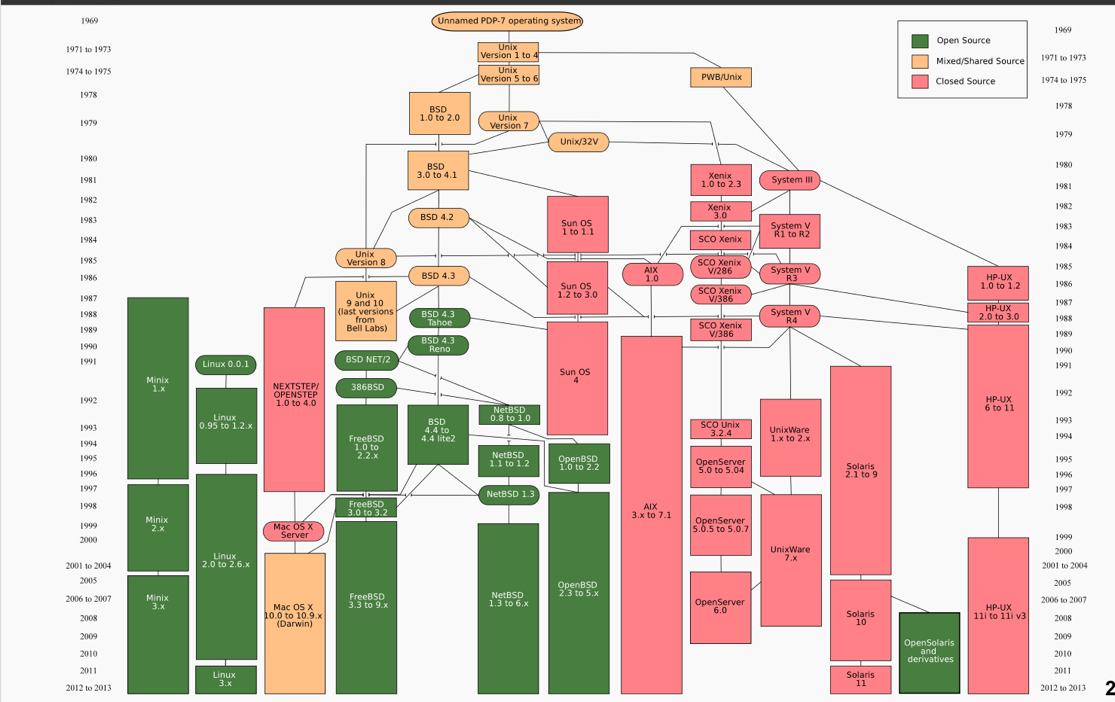 Unnamed PDP-7 operating system
1969
1969
Open Source
Mixed/Shared Source
Closed Source
1971 to 1973
Unix
Version 1 to 4
1971 to 1973
1974 to 1975
Unix
Version 5 to 6
PWB/Unix
1974 to 1975
1978
BSD
1.0 to 2.0
1978
1979
Unix
Version 7
Unix/32V
1979
1980
BSD
3.0 to 4.1
1980
1981
Xenix
1.0 to 2.3
System III
1981
1982
Xenix
3.0
1982
1983
BSD 4.2
Sun OS
1 to 1.1
System V
R1 to R2
1983
1984
SCO Xenix
1984
1985
Unix
Version 8
SCO Xenix
V/286
1985
1986
BSD 4.3
AIX
1.0
System V
R3
HP-UX
1.0 to 1.2
1986
1987
Unix
9 and 10
(last versions
from
Bell Labs)
Sun OS
1.2 to 3.0
SCO Xenix
V/386
1987
1988
BSD 4.3
Tahoe
System V
R4
HP-UX
2.0 to 3.0
1988
1989
SCO Xenix
V/386
1989
1990
BSD 4.3
Reno
1990
1991
Linux 0.0.1
BSD NET/2
1991
Minix
1.x
NEXTSTEP/
OPENSTEP
1.0 to 4.0
386BSD
Sun OS
4
1992
Linux
0.95 to 1.2.x
NetBSD
0.8 to 1.0
HP-UX
6 to 11
1992
1993
FreeBSD
1.0 to
2.2.x
BSD
4.4 to
4.4 lite2
SCO Unix
3.2.4
UnixWare
1.x to 2.x
1993
1994
1994
1995
NetBSD
1.1 to 1.2
OpenBSD
1.0 to 2.2
OpenServer
5.0 to 5.04
1995
1996
Solaris
2.1 to 9
1996
1997
NetBSD 1.3
1997
1998
FreeBSD
3.0 to 3.2
AIX
3.x to 7.1
1998
1999
Minix
2.x
Mac OS X
Server
OpenServer
5.0.5 to 5.0.7
1999
2000
2000
2001 to 2004
Linux
2.0 to 2.6.x
UnixWare
7.x
2001 to 2004
2005
2005
2006 to 2007
Minix
3.x
Mac OS X
10.0 to 10.9.x
(Darwin)
FreeBSD
3.3 to 9.x
NetBSD
1.3 to 6.x
OpenBSD
2.3 to 5.x
OpenServer
6.0
HP-UX
11i to 11i v3
2006 to 2007
2008
Solaris
10
2008
2009
OpenSolaris
and
derivatives
2009
2010
2010
2011
Linux
3.x
Solaris
11
2011
2012 to 2013
2012 to 2013
2